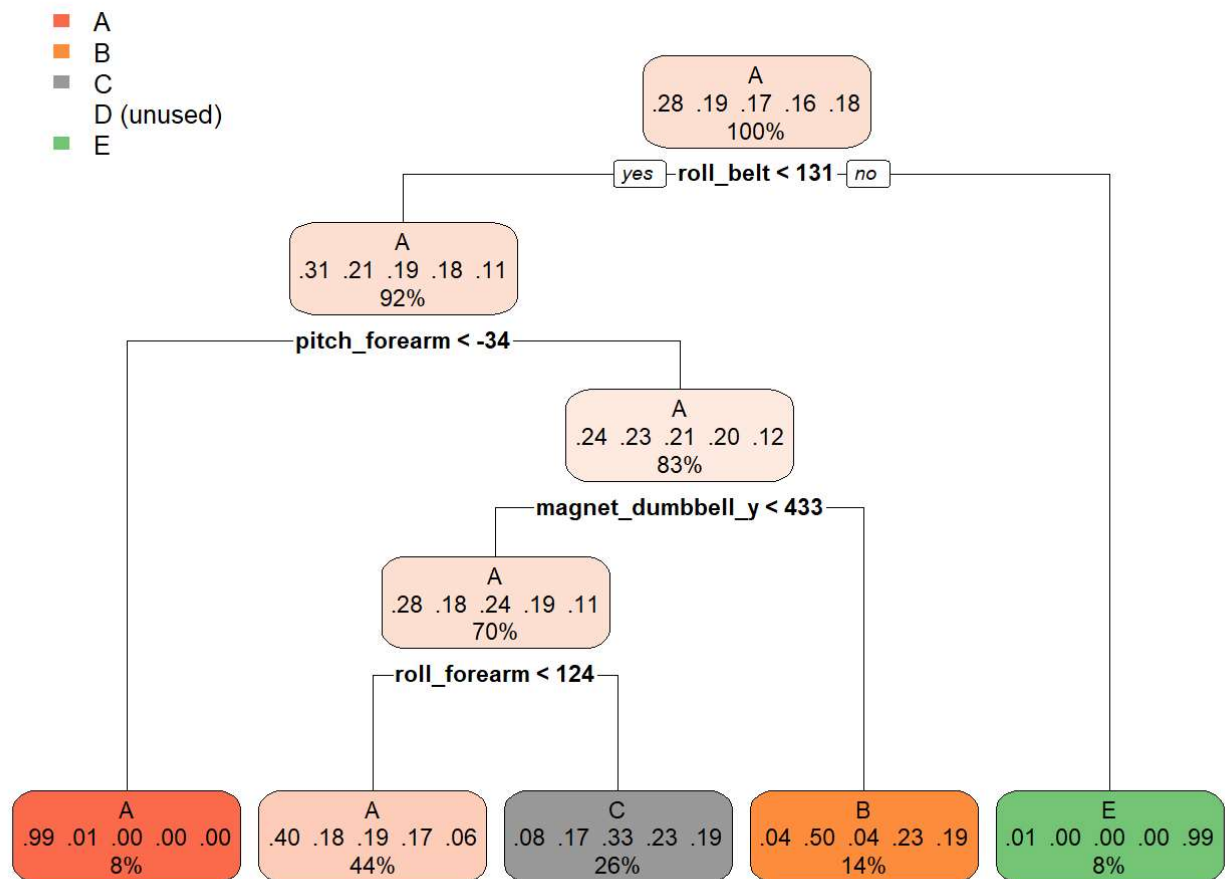 A
B
C
D (unused)
E
A
.28 .19 .17 .16 .18
100%
yes roll_belt < 131 no
A
.31 .21 .19 .18 .11
92%
pitch_forearm < -34
A
.24 .23 .21 .20 .12
83%
magnet_dumbbell_y < 433
A
.28 .18 .24 .19 .11
70%
roll_forearm < 124
A
.99 .01 .00 .00 .00
8%
A
.40 .18 .19 .17 .06
44%
C
.08 .17 .33 .23 .19
26%
B
.04 .50 .04 .23 .19
14%
E
.01 .00 .00 .00 .99
8%